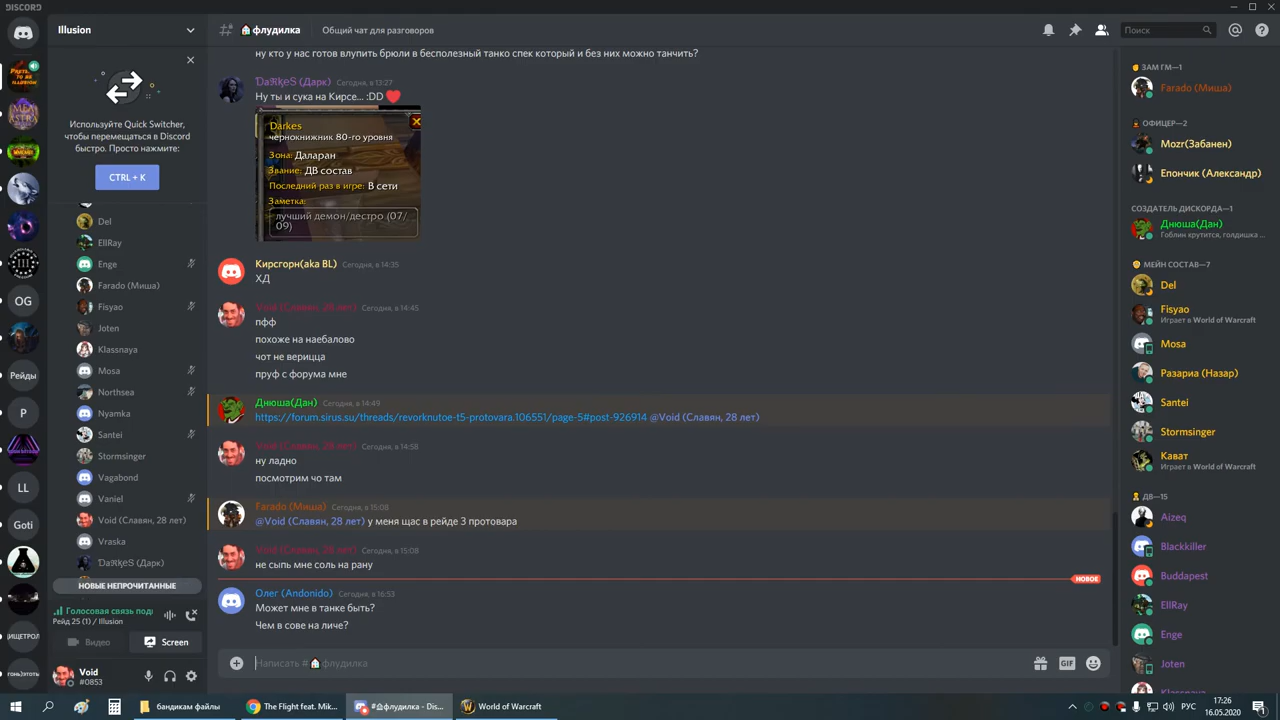 DISCORD
Illusion
флудилка
Общий чат для разговоров
Поиск
Используйте Quick Switcher,
чтобы перемещаться в Discord
быстро. Просто нажмите:
CTRL + K
Del
EllRay
Enge
Farado (Миша)
Fisyao
Joten
Klassnaya
Mosa
Northsea
Nyamka
Santei
Stormsinger
Vagabond
Vaniel
Void (Славян, 28 лет)
Vraska
НОВЫЕ НЕПРОЧИТАННЫЕ
Голосовая связь под
Рейд 25 (1) / Illusion
Видео
Screen
Void
#0853
OG
Рейды
P
LL
Goti
ИЩЕТРОЛ
ну кто у нас готов влупить брюли в бесполезный танко спек который и без них можно танчить?
(Дарк) Сегодня, в 13:27
Ну ты и сука на Кирсе... :DD
Darkes
чернокнижник 80-го уровня
Зона: Даларан
Звание: ДВ состав
Последний раз в игре: В сети
Заметка:
лучший демон/дестро (07/
09)
Кирсгорн(aka BL) Сегодня, в 14:35
ХД
Void (Славян, 28 лет) Сегодня, в 14:45
пфф
похоже на наебалово
чот не верицца
пруф с форума мне
Днюша(Дан) Сегодня, в 14:49
https://forum.sirus.su/threads/revorknutoe-t5-protovara.106551/page-5#post-926914 @Void (Славян, 28 лет)
Void (Славян, 28 лет) Сегодня, в 14:58
ну ладно
посмотрим чо там
Farado (Миша) Сегодня, в 15:08
@Void (Славян, 28 лет) у меня щас в рейде 3 протовара
Void (Славян, 28 лет) Сегодня, в 15:08
не сыпь мне соль на рану
НОВОЕ
Олег (Andonido) Сегодня, в 16:53
Может мне в танке быть?
Чем в сове на личе?
Написать #флудилка
GIF
ЗАМ ГМ—1
Farado (Миша)
ОФИЦЕР—2
Mozr(Забанен)
Епончик (Александр)
СОЗДАТЕЛЬ ДИСКОРДА—1
Днюша(Дан)
Гоблин крутится, голдишка ...
МЕЙН СОСТАВ—7
Del
Fisyao
Играет в World of Warcraft
Mosa
Разариа (Назар)
Santei
Stormsinger
Кават
Играет в World of Warcraft
ДВ—15
Aizeq
Blackkiller
Buddapest
EllRay
Enge
Joten
Klassnaya
бандикам файлы
The Flight feat. Mik...
#флудилка - Dis...
World of Warcraft
РУС
17:26
16.05.2020